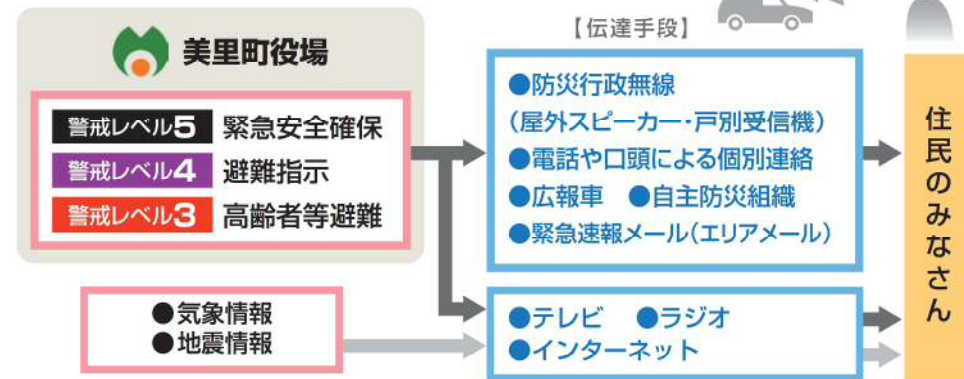 【伝達手段】
美里町役場
警戒レベル5 緊急安全確保
警戒レベル4 避難指示
警戒レベル3 高齢者等避難
●防災行政無線
(屋外スピーカー・戸別受信機)
●電話や口頭による個別連絡
●広報車 ●自主防災組織
●緊急速報メール(エリアメール)
●気象情報
●地震情報
●テレビ ●ラジオ
●インターネット
住民のみなさん